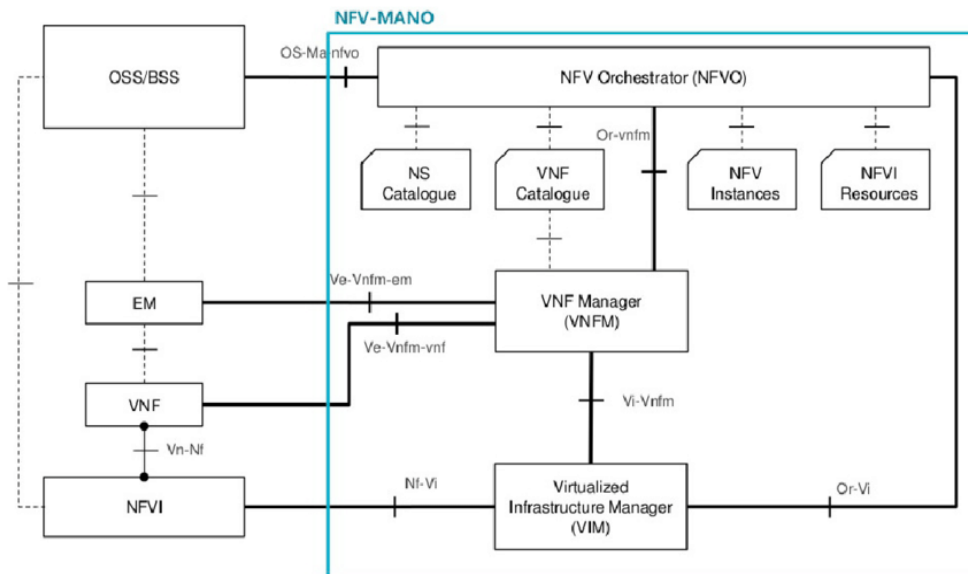 NFV-MANO
OS-Ma-nfvo
OSS/BSS
NFV Orchestrator (NFVO)
Or-vnfm
NS
Catalogue
VNF
Catalogue
NFV
Instances
NFVI
Resources
Ve-Vnfm-em
EM
VNF Manager
(VNFM)
Ve-Vnfm-vnf
VNF
Vi-Vnfm
Vn-Nf
Nf-Vi
NFVI
Virtualized
Infrastructure Manager
(VIM)
Or-Vi